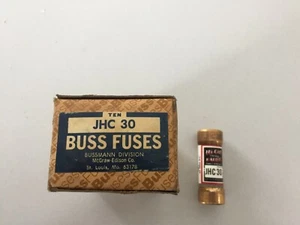 TEN
JHC 30
BUSS FUSES
BUSSMANN DIVISION
McGraw-Edison Co.
St. Louis, Mo. 63178
JHC 30